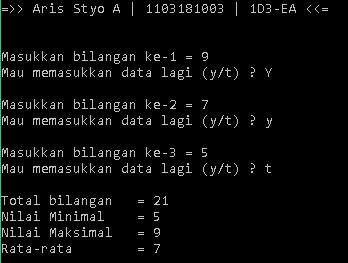 =>> Aris Styo A | 1103181003 | 1D3-EA <<=
Masukkan bilangan ke-1 = 9
Mau memasukkan data lagi (y/t) ? Y
Masukkan bilangan ke-2 = 7
Mau memasukkan data lagi (y/t) ? y
Masukkan bilangan ke-3 = 5
Mau memasukkan data lagi (y/t) ? t
Total bilangan   = 21
Nilai Minimal    = 5
Nilai Maksimal   = 9
Rata-rata        = 7